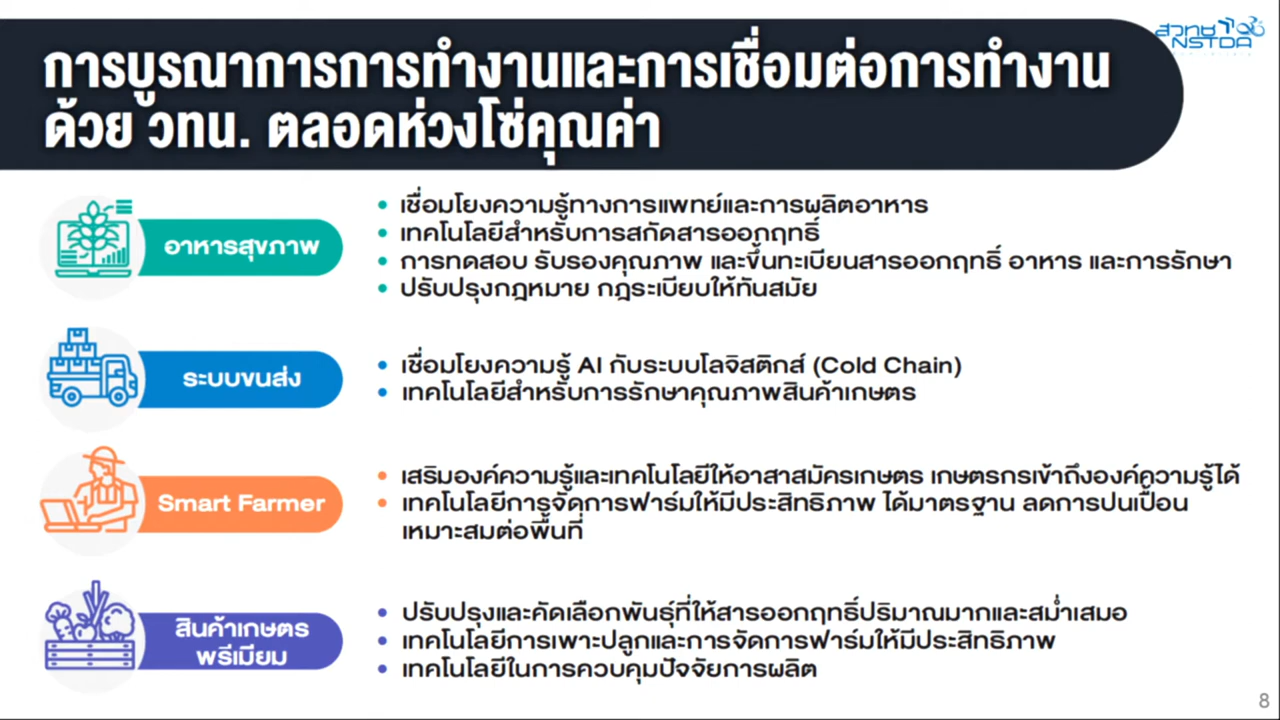 สวทช
NSTDA
การบูรณาการการทำงานและการเชื่อมต่อการทำงาน
ด้วย วทน. ตลอดห่วงโซ่คุณค่า
อาหารสุขภาพ
• เชื่อมโยงความรู้ทางการแพทย์และการผลิตอาหาร
• เทคโนโลยีสำหรับการสกัดสารออกฤทธิ์
• การทดสอบ รับรองคุณภาพ และขึ้นทะเบียนสารออกฤทธิ์ อาหาร และการรักษา
• ปรับปรุงกฎหมาย กฎระเบียบให้ทันสมัย
ระบบขนส่ง
• เชื่อมโยงความรู้ AI กับระบบโลจิสติกส์ (Cold Chain)
• เทคโนโลยีสำหรับการรักษาคุณภาพสินค้าเกษตร
Smart Farmer
• เสริมองค์ความรู้และเทคโนโลยีให้อาสาสมัครเกษตร เกษตรกรเข้าถึงองค์ความรู้ได้
• เทคโนโลยีการจัดการฟาร์มให้มีประสิทธิภาพ ได้มาตรฐาน ลดการปนเปื้อน
เหมาะสมต่อพื้นที่
สินค้าเกษตร
พรีเมียม
• ปรับปรุงและคัดเลือกพันธุ์ที่ให้สารออกฤทธิ์ปริมาณมากและสม่ำเสมอ
• เทคโนโลยีการเพาะปลูกและการจัดการฟาร์มให้มีประสิทธิภาพ
• เทคโนโลยีในการควบคุมปัจจัยการผลิต
8